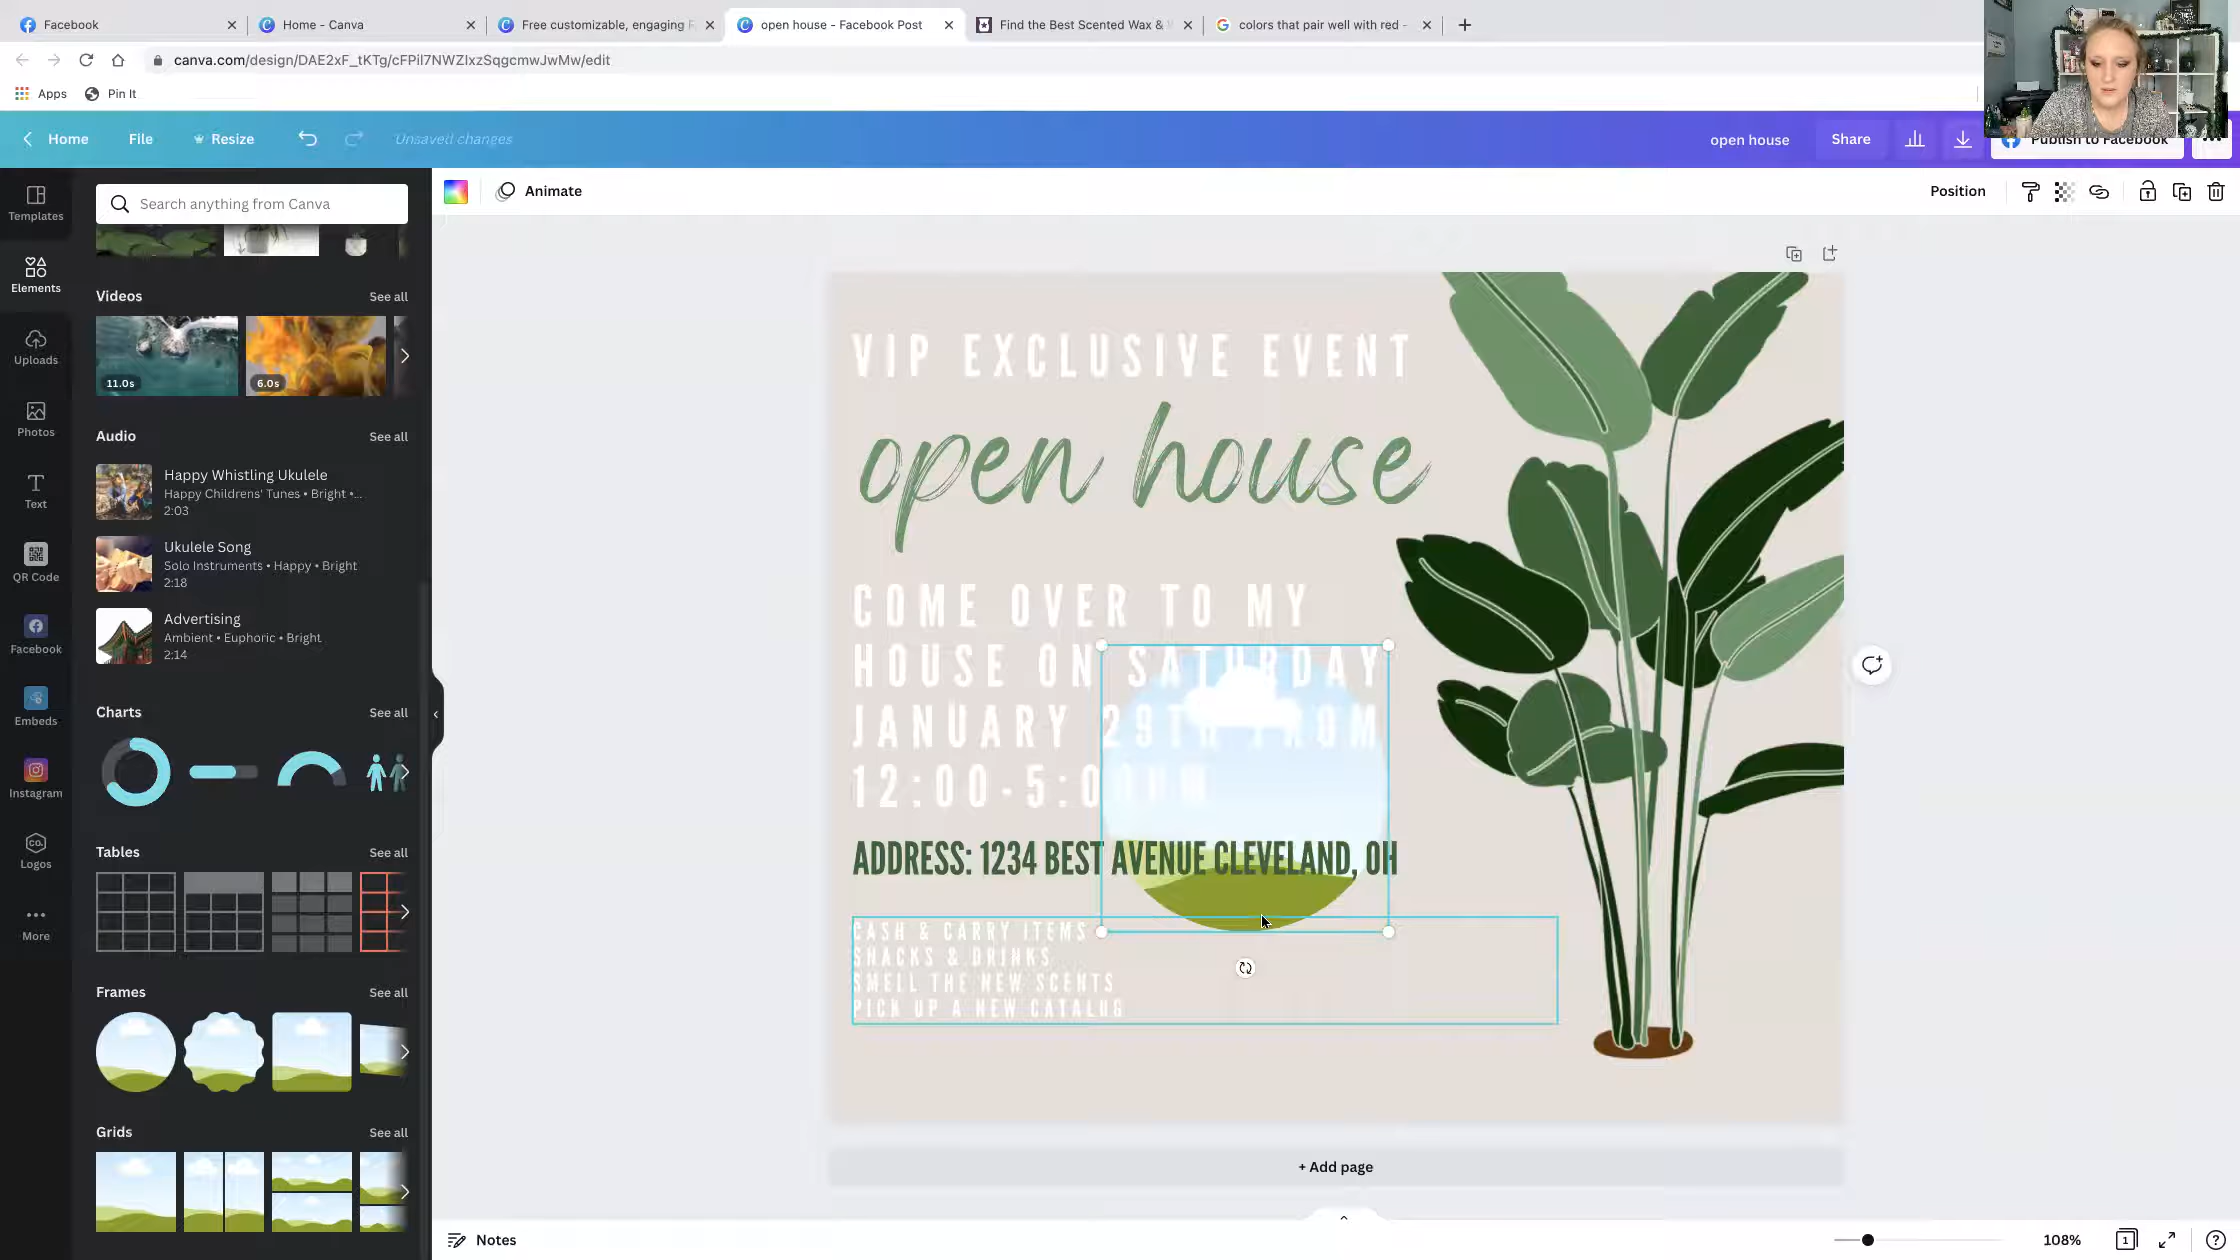 Facebook
Home - Canva
Free customizable, engaging F
open house - Facebook Post
Find the Best Scented Wax &
colors that pair well with red -
canva.com/design/DAE2xF_tKTg/cFPiI7NWZIxzSqgcmwJwMw/edit
Apps
Pin It
Home
File
Resize
Unsaved changes
open house
Share
Publish to Facebook
Templates
Elements
Uploads
Photos
Text
QR Code
Facebook
Embeds
Instagram
CO.
Logos
More
Search anything from Canva
Videos
See all
11.0s
6.0s
Audio
See all
Happy Whistling Ukulele
Happy Childrens' Tunes • Bright •...
2:03
Ukulele Song
Solo Instruments • Happy • Bright
2:18
Advertising
Ambient • Euphoric • Bright
2:14
Charts
See all
Tables
See all
Frames
See all
Grids
See all
Animate
Position
VIP EXCLUSIVE EVENT
open house
COME OVER TO MY
HOUSE ON SATURDAY
JANUARY 29TH FROM
12:00-5:00PM
ADDRESS: 1234 BEST AVENUE CLEVELAND, OH
CASH & CARRY ITEMS
SNACKS & DRINKS
SMELL THE NEW SCENTS
PICK UP A NEW CATALOG
+ Add page
Notes
108%
1